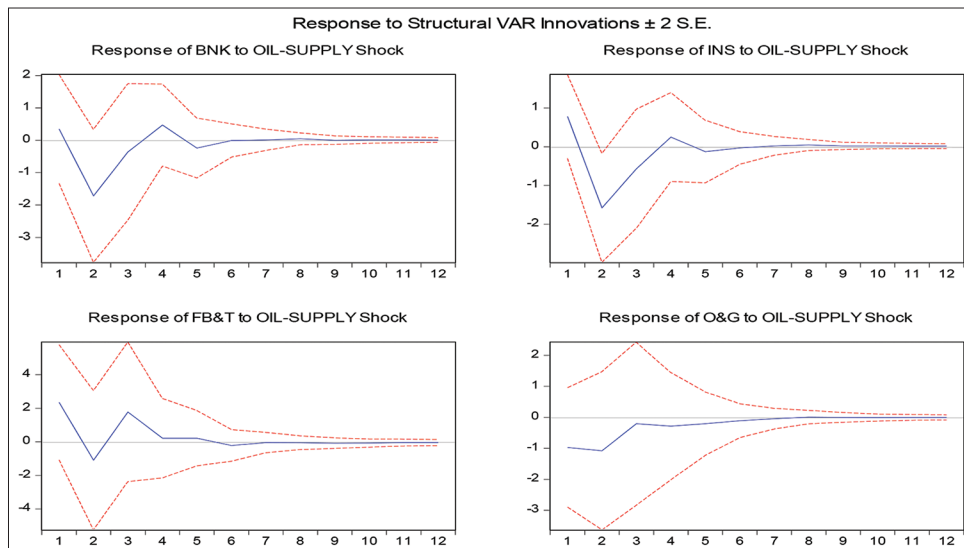 Response to Structural VAR Innovations ± 2 S.E.
Response of BNK to OIL-SUPPLY Shock
2
1
0
-1
-2
-3
1 2 3 4 5 6 7 8 9 10 11 12
Response of INS to OIL-SUPPLY Shock
1
0
-1
-2
1 2 3 4 5 6 7 8 9 10 11 12
Response of FB&T to OIL-SUPPLY Shock
4
2
0
-2
-4
1 2 3 4 5 6 7 8 9 10 11 12
Response of O&G to OIL-SUPPLY Shock
2
1
0
-1
-2
-3
1 2 3 4 5 6 7 8 9 10 11 12